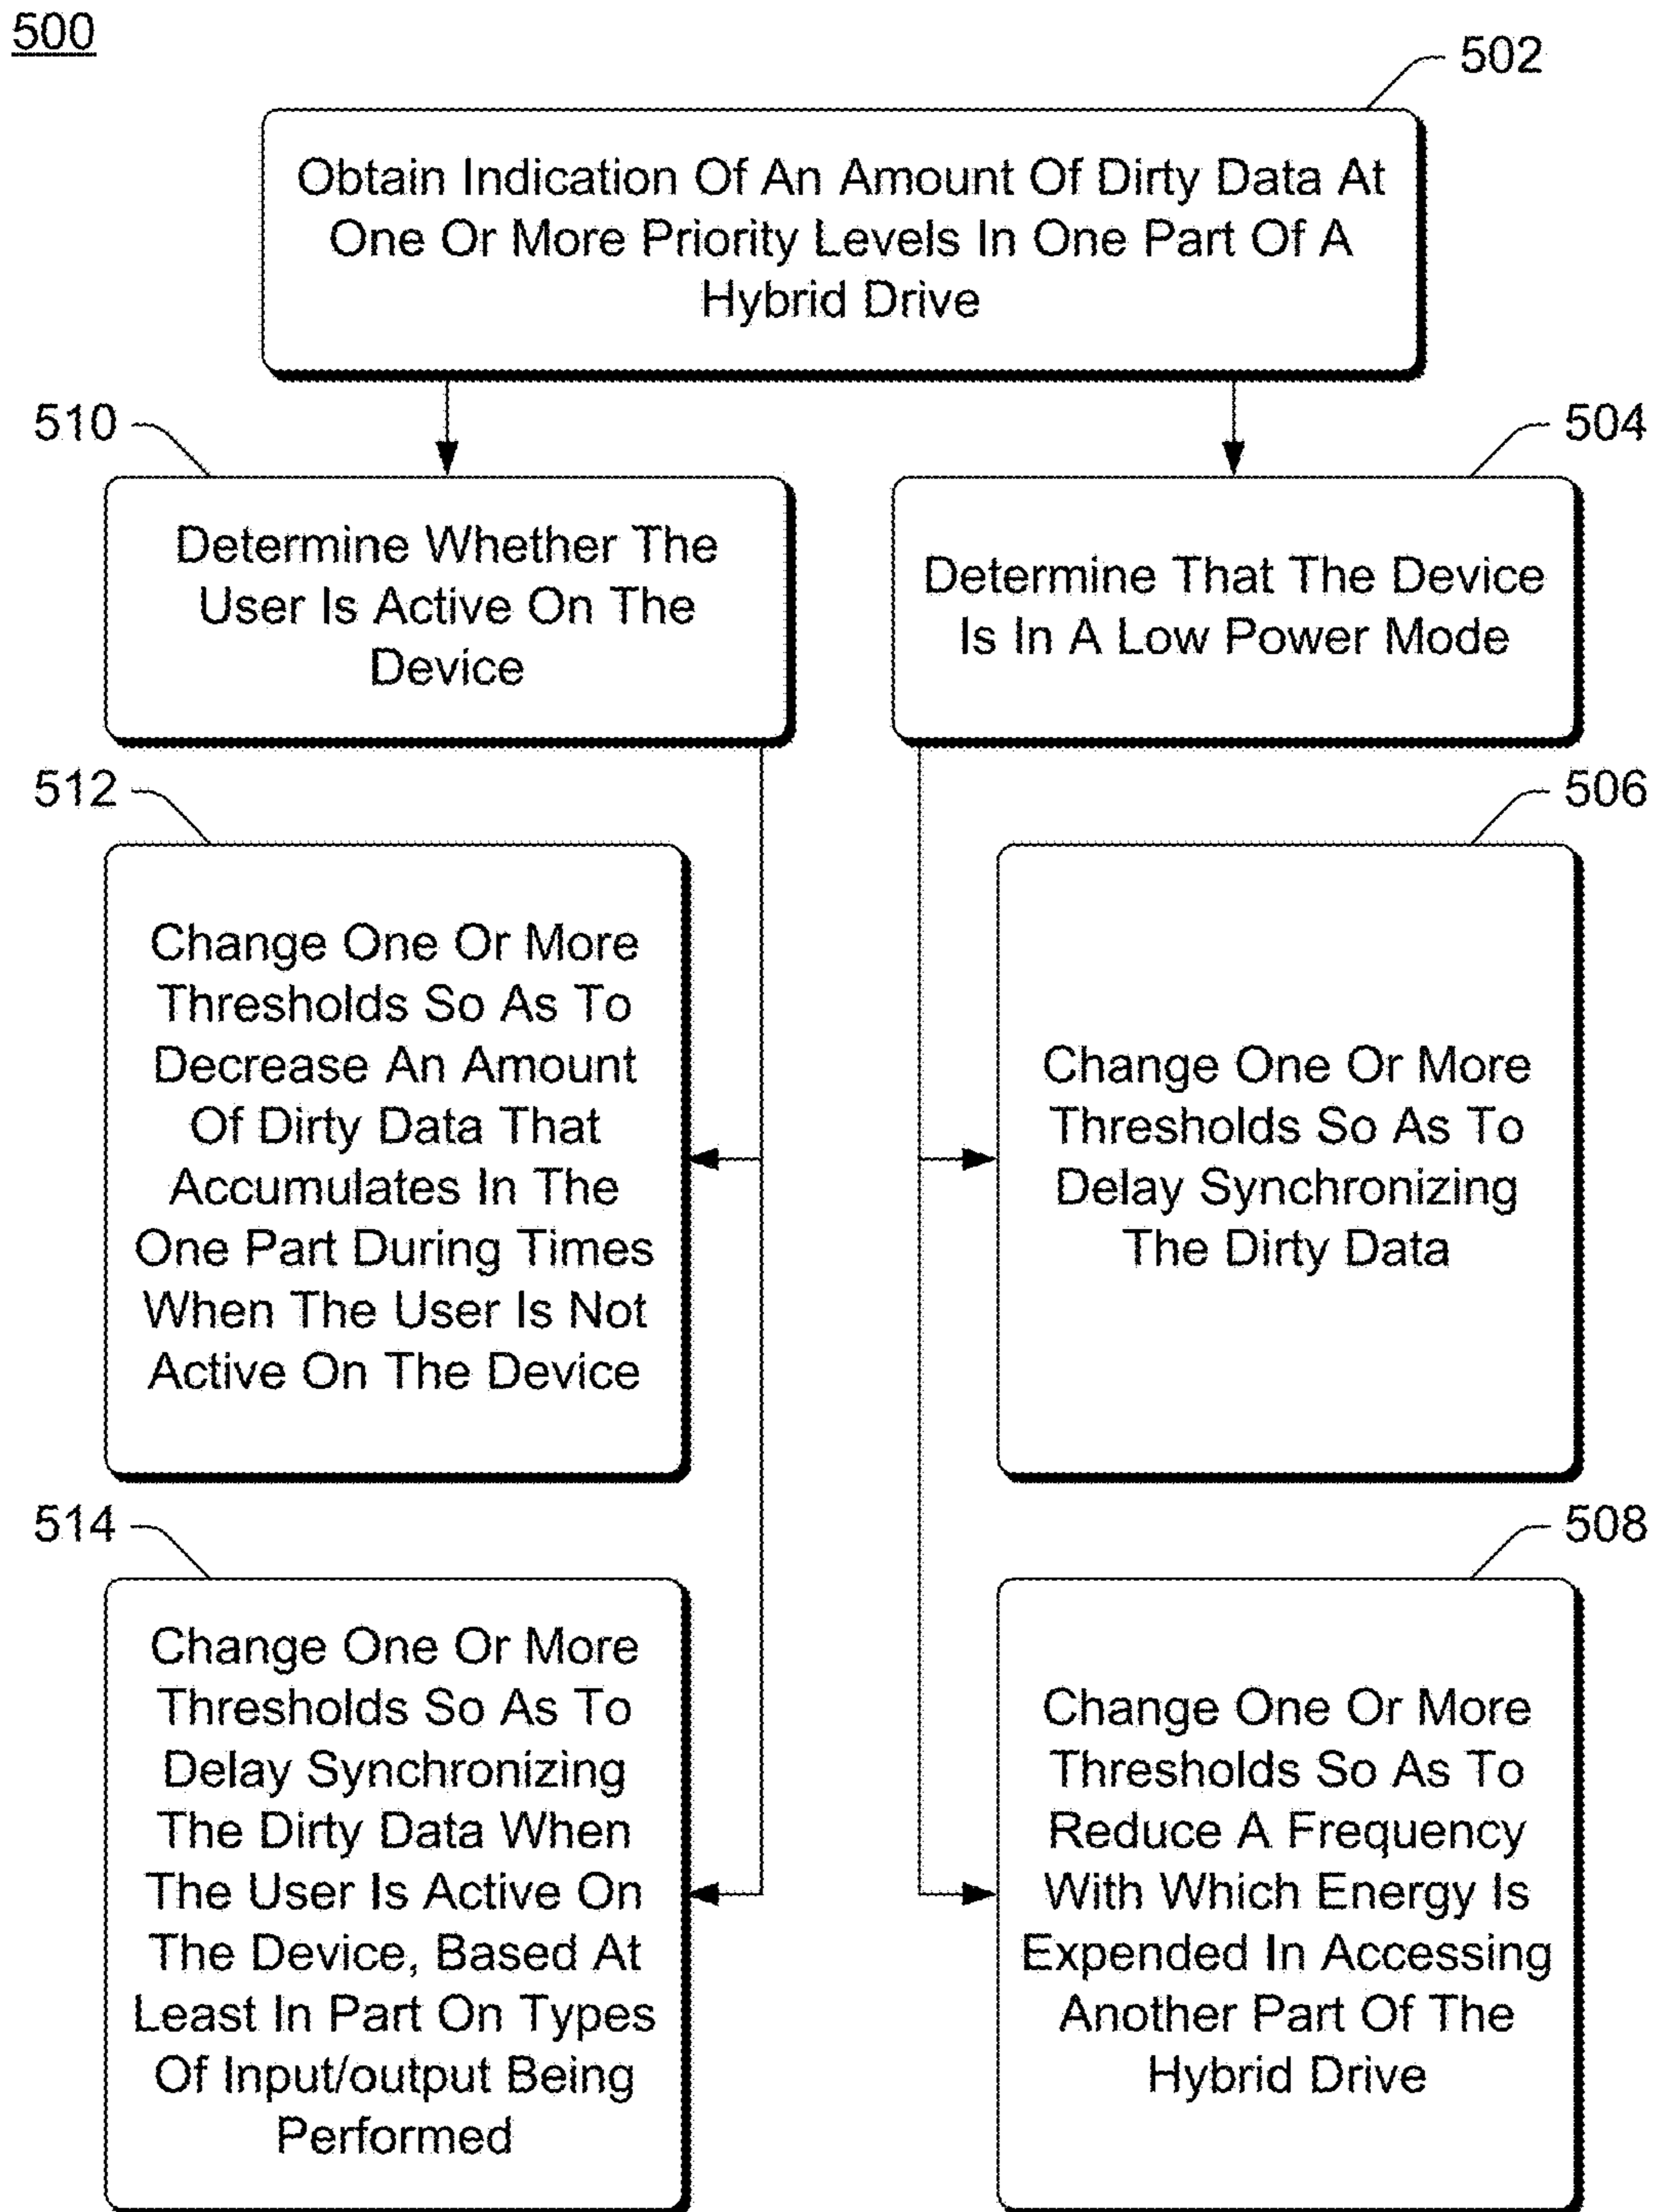 500
502
Obtain Indication Of An Amount Of Dirty Data At
One Or More Priority Levels In One Part Of A
Hybrid Drive
510
Determine Whether The
User Is Active On The
Device
504
Determine That The Device
Is In A Low Power Mode
512
Change One Or More
Thresholds So As To
Decrease An Amount
Of Dirty Data That
Accumulates In The
One Part During Times
When The User Is Not
Active On The Device
506
Change One Or More
Thresholds So As To
Delay Synchronizing
The Dirty Data
514
Change One Or More
Thresholds So As To
Delay Synchronizing
The Dirty Data When
The User Is Active On
The Device, Based At
Least In Part On Types
Of Input/output Being
Performed
508
Change One Or More
Thresholds So As To
Reduce A Frequency
With Which Energy Is
Expended In Accessing
Another Part Of The
Hybrid Drive